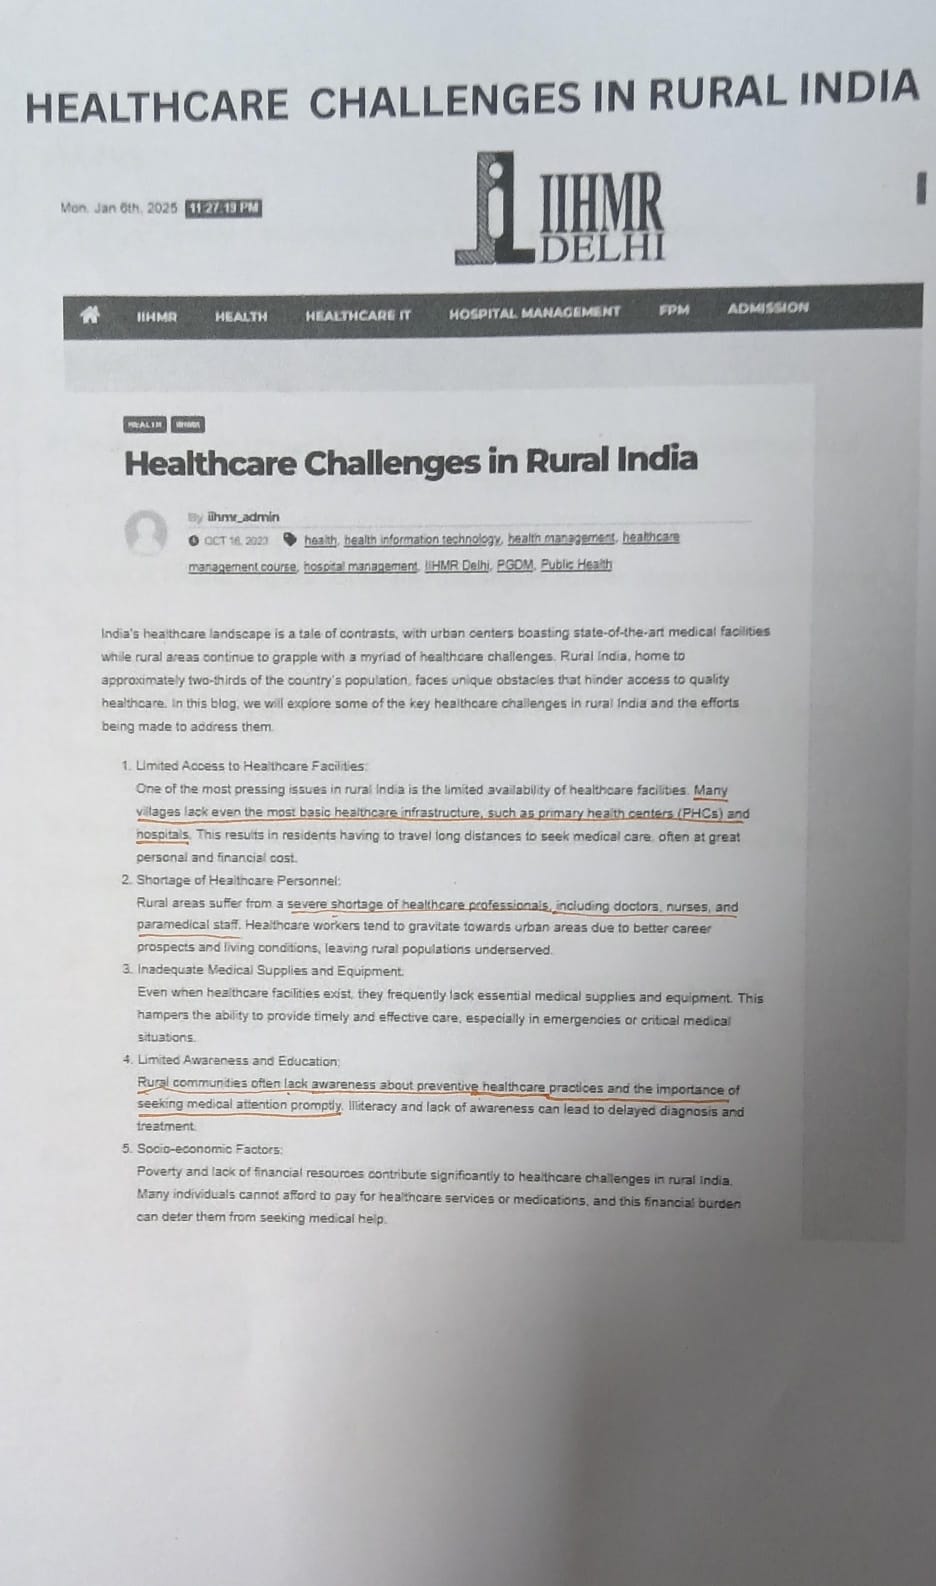 HEALTHCARE CHALLENGES IN RURAL INDIA
Mon. Jan 6th, 2025 11:27:19 PM
IIHMR
DELHI
IIHMR HEALTH HEALTHCARE IT HOSPITAL MANAGEMENT FPM ADMISSION
HEALTH IIHMR
Healthcare Challenges in Rural India
By iihmr_admin
OCT 16, 2023 health, health information technology, health management, healthcare
management course, hospital management, IIHMR Delhi, PGDM, Public Health
India's healthcare landscape is a tale of contrasts, with urban centers boasting state-of-the-art medical facilities
while rural areas continue to grapple with a myriad of healthcare challenges. Rural India, home to
approximately two-thirds of the country's population, faces unique obstacles that hinder access to quality
healthcare. In this blog, we will explore some of the key healthcare challenges in rural India and the efforts
being made to address them.
1. Limited Access to Healthcare Facilities:
One of the most pressing issues in rural India is the limited availability of healthcare facilities. Many
villages lack even the most basic healthcare infrastructure, such as primary health centers (PHCs) and
hospitals. This results in residents having to travel long distances to seek medical care, often at great
personal and financial cost.
2. Shortage of Healthcare Personnel:
Rural areas suffer from a severe shortage of healthcare professionals, including doctors, nurses, and
paramedical staff. Healthcare workers tend to gravitate towards urban areas due to better career
prospects and living conditions, leaving rural populations underserved.
3. Inadequate Medical Supplies and Equipment:
Even when healthcare facilities exist, they frequently lack essential medical supplies and equipment. This
hampers the ability to provide timely and effective care, especially in emergencies or critical medical
situations.
4. Limited Awareness and Education:
Rural communities often lack awareness about preventive healthcare practices and the importance of
seeking medical attention promptly. Illiteracy and lack of awareness can lead to delayed diagnosis and
treatment.
5. Socio-economic Factors:
Poverty and lack of financial resources contribute significantly to healthcare challenges in rural India.
Many individuals cannot afford to pay for healthcare services or medications, and this financial burden
can deter them from seeking medical help.